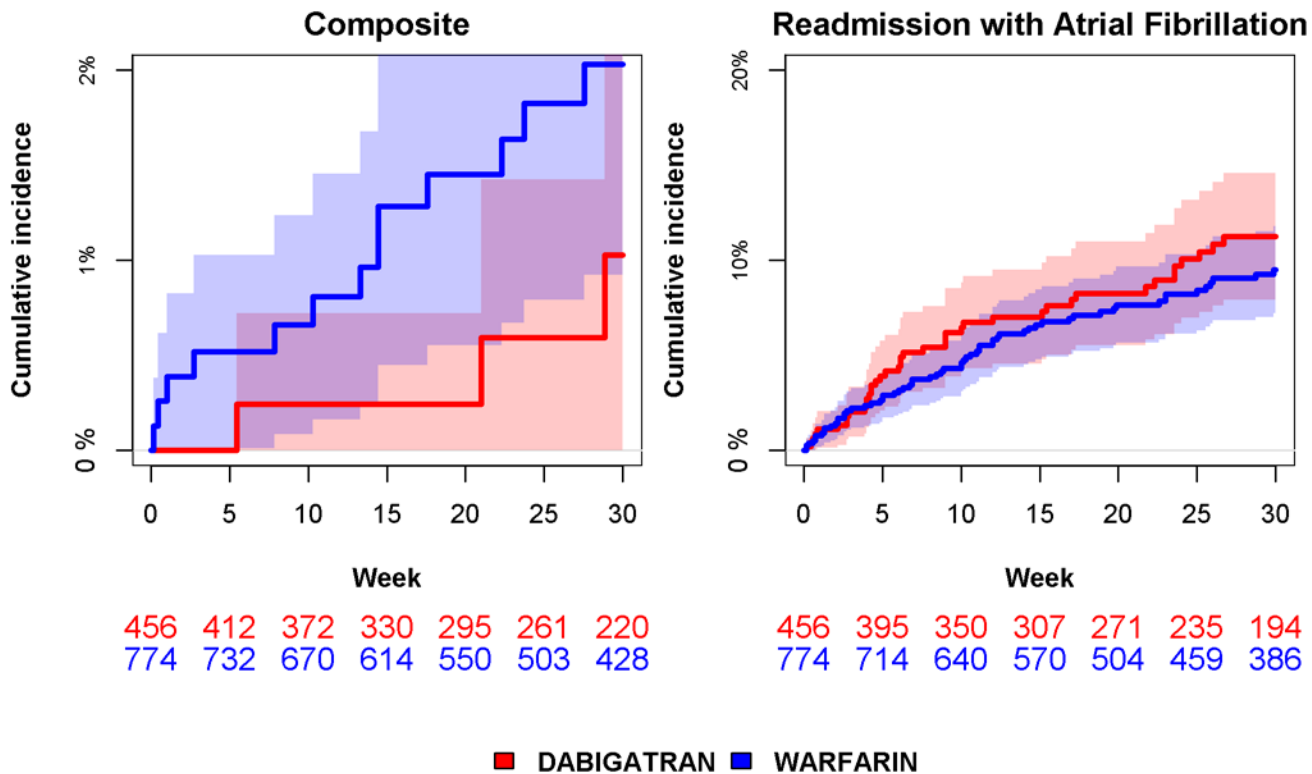 Composite
Cumulative incidence
2%
1%
0 %
0 5 10 15 20 25 30
Week
456 412 372 330 295 261 220
774 732 670 614 550 503 428
Readmission with Atrial Fibrillation
Cumulative incidence
20%
10%
0 %
0 5 10 15 20 25 30
Week
456 395 350 307 271 235 194
774 714 640 570 504 459 386
DABIGATRAN WARFARIN